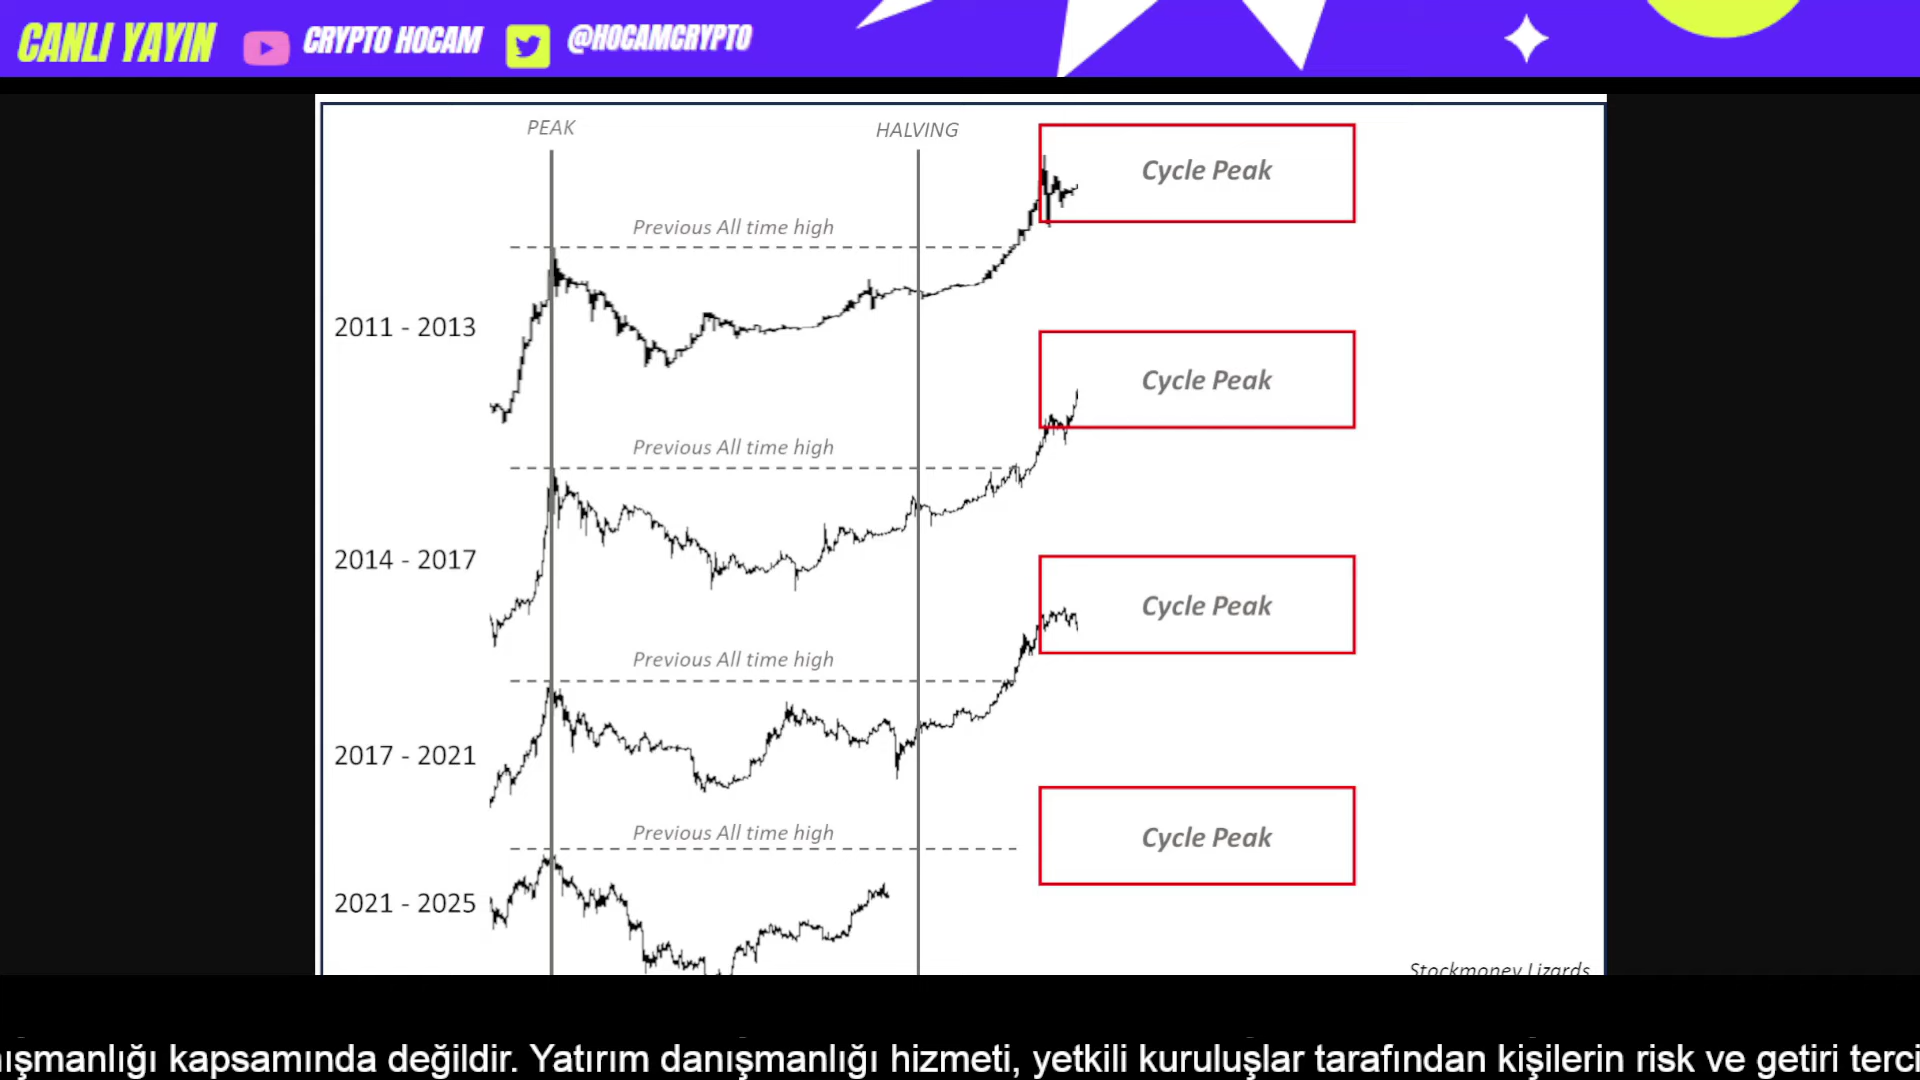 CANLI YAYIN
CRYPTO HOCAM
@HOCAMCRYPTO
PEAK
HALVING
Cycle Peak
Previous All time high
2011 - 2013
Cycle Peak
Previous All time high
2014 - 2017
Cycle Peak
Previous All time high
2017 - 2021
Cycle Peak
Previous All time high
2021 - 2025
Stockmoney Lizards
kapsamında değildir. Yatırım danışmanlığı hizmeti, yetkili kuruluşlar tarafından kişilerin risk ve getiri